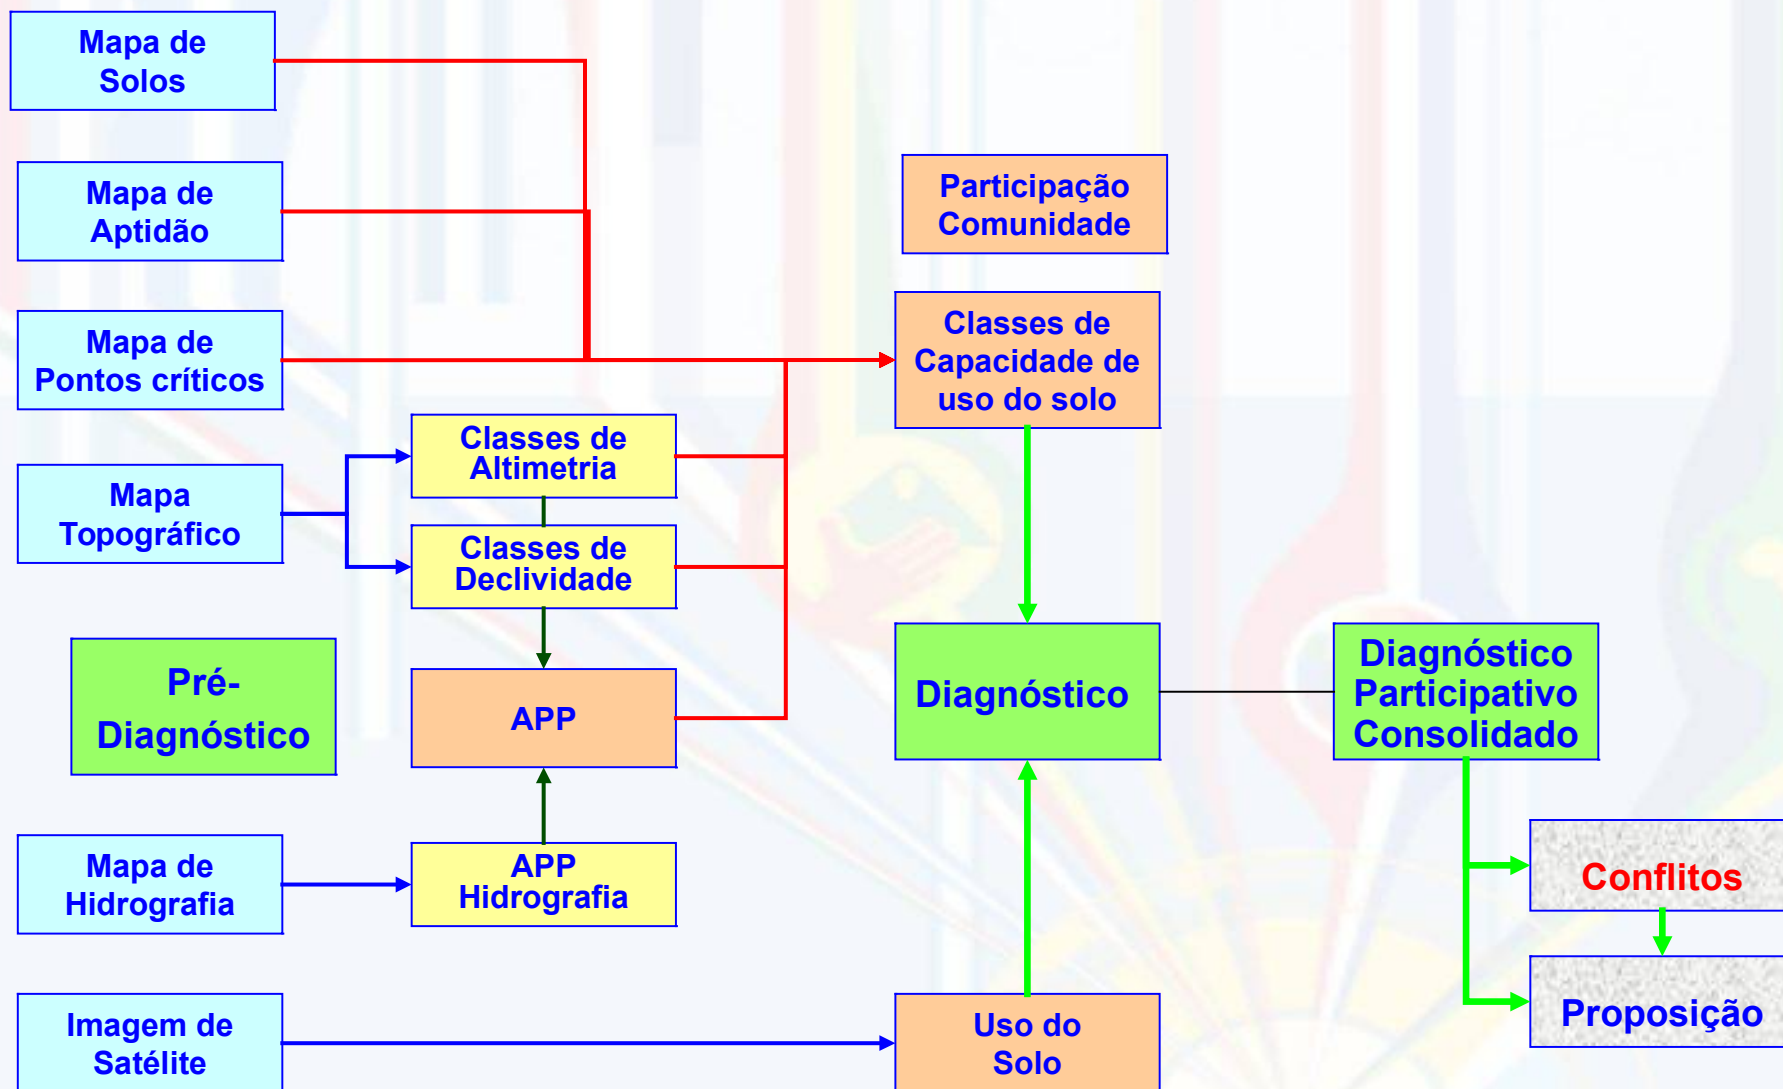 Mapa de
Solos
Mapa de
Aptidão
Participação
Comunidade
Mapa de
Pontos críticos
Classes de
Capacidade de
uso do solo
Classes de
Altimetria
Mapa
Topográfico
Classes de
Declividade
Pré-
Diagnóstico
APP
Diagnóstico
Diagnóstico
Participativo
Consolidado
Mapa de
Hidrografia
APP
Hidrografia
Conflitos
Imagem de
Satélite
Uso do
Solo
Proposição